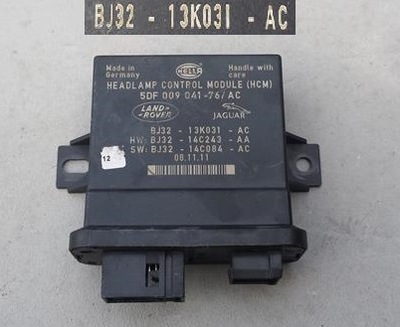 BJ32 - 13K031 - AC
Made in Germany
HELLA
Handle with care
HEADLAMP CONTROL MODULE (HCM)
5DF 009 041-76/AC
LAND-ROVER
JAGUAR
BJ32 - 13K031 - AC
HW: BJ32 - 14C243 - AA
SW: BJ32 - 14C084 - AC
08.11.11
12